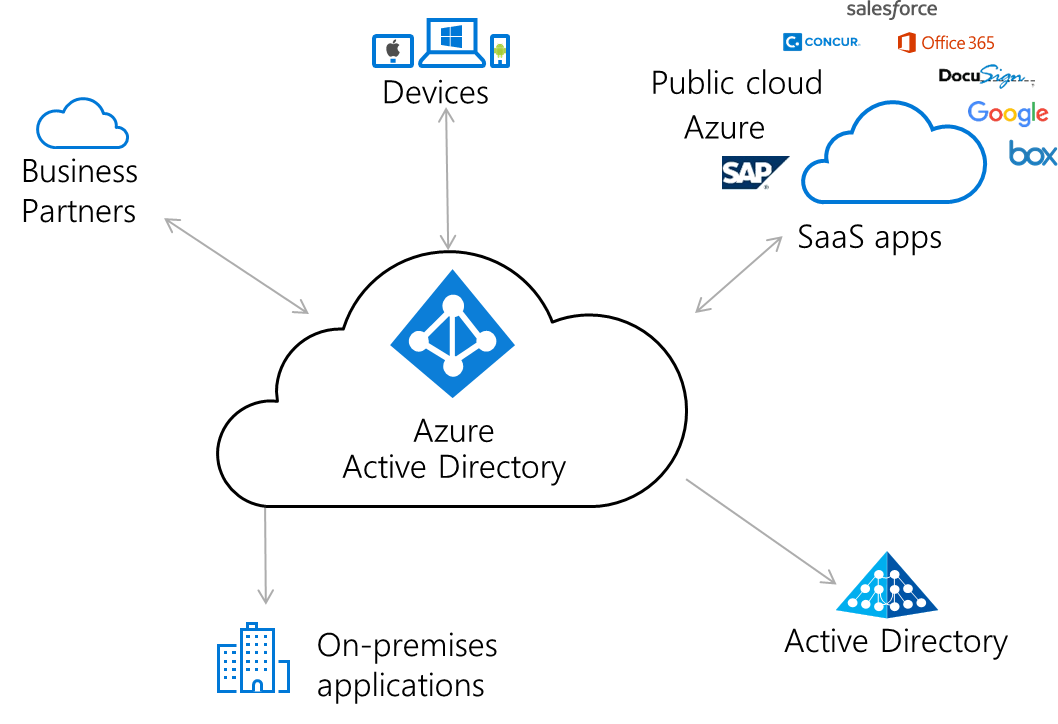 salesforce
CONCUR
Office 365
Devices
Public cloud
DocuSign
Google
Azure
box
SAP
Business
Partners
SaaS apps
Azure
Active Directory
Active Directory
On-premises
applications